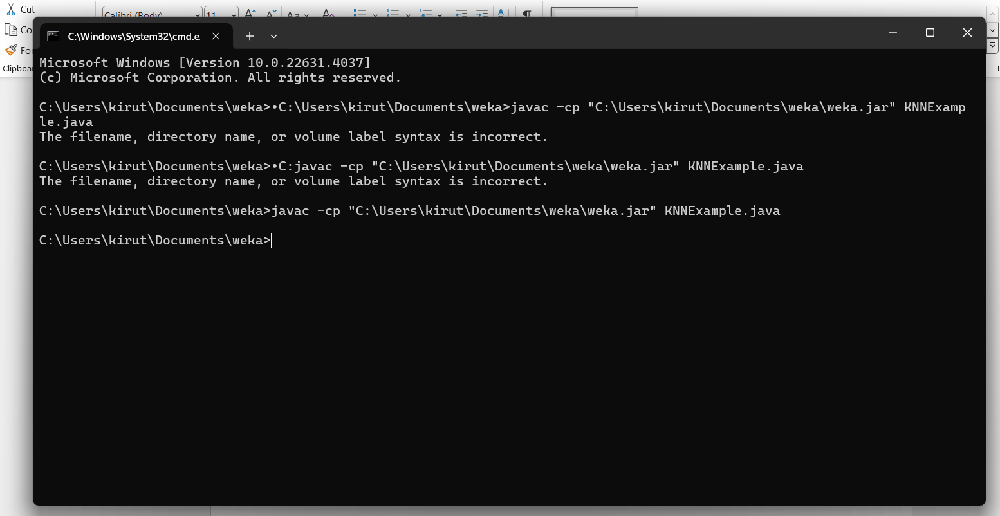 Cut
Calibri (Body)
11
Aa
Co
For
Clipboa
C:\Windows\System32\cmd.e
Microsoft Windows [Version 10.0.22631.4037]
(c) Microsoft Corporation. All rights reserved.
C:\Users\kirut\Documents\weka>•C:\Users\kirut\Documents\weka>javac -cp "C:\Users\kirut\Documents\weka\weka.jar" KNNExamp
le.java
The filename, directory name, or volume label syntax is incorrect.
C:\Users\kirut\Documents\weka>•C:javac -cp "C:\Users\kirut\Documents\weka\weka.jar" KNNExample.java
The filename, directory name, or volume label syntax is incorrect.
C:\Users\kirut\Documents\weka>javac -cp "C:\Users\kirut\Documents\weka\weka.jar" KNNExample.java
C:\Users\kirut\Documents\weka>